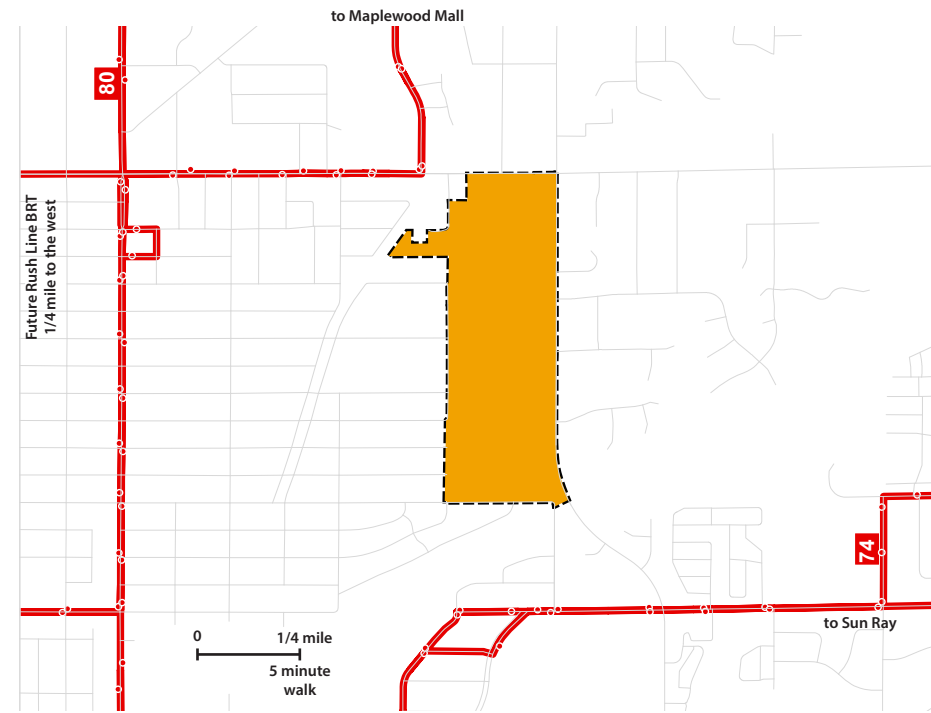 to Maplewood Mall
80
Future Rush Line BRT
1/4 mile to the west
74
to Sun Ray
0 1/4 mile
5 minute
walk